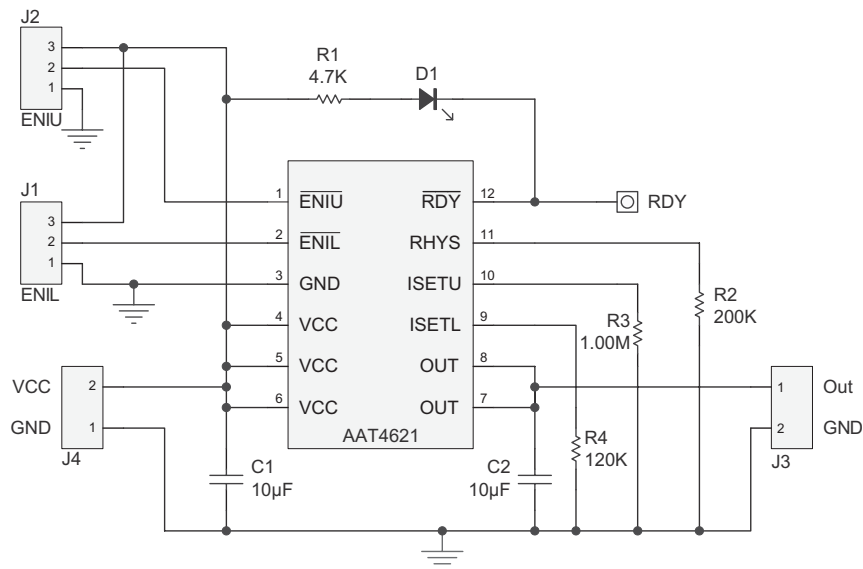 J2
3
2
1
ENIU
R1
4.7K
D1
J1
3
2
1
ENIL
1
2
3
4
5
6
ENIU
ENIL
GND
VCC
VCC
VCC
RDY
RHYS
ISETU
ISETL
OUT
OUT
12
11
10
9
8
7
AAT4621
RDY
R2
200K
R3
1.00M
R4
120K
VCC
GND
2
1
J4
C1
10µF
C2
10µF
1
2
Out
GND
J3